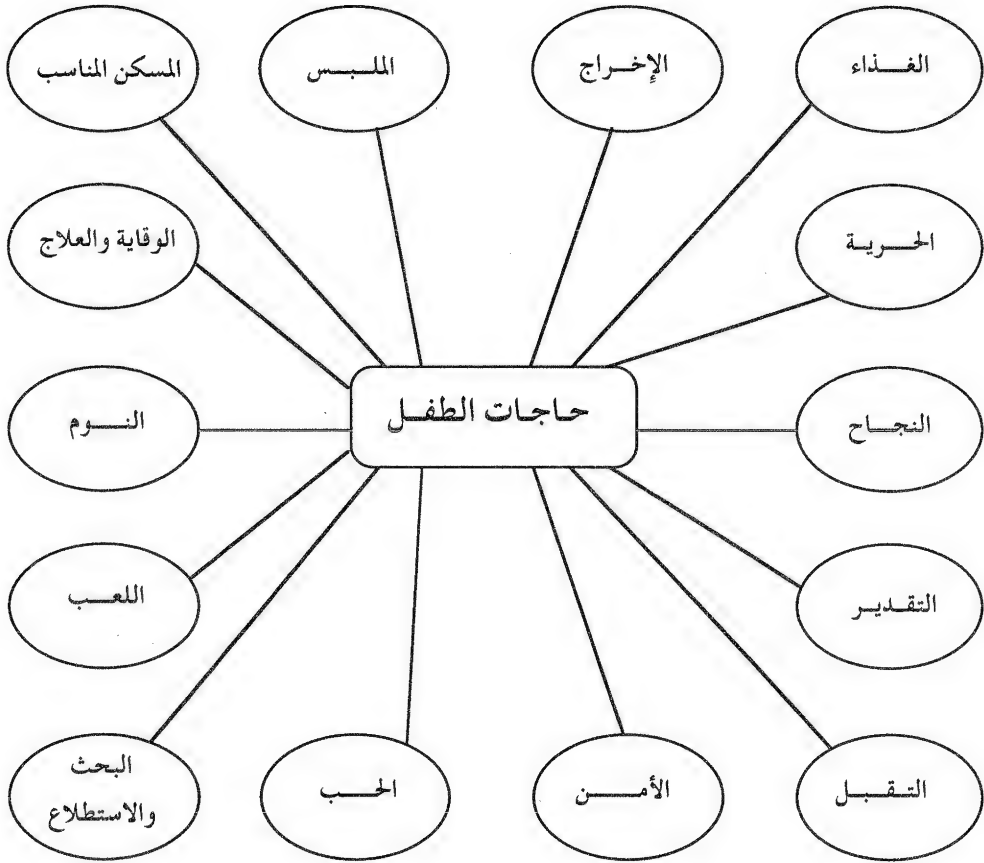 الغذاء
الإخراج
الملبس
المسكن المناسب
الحرية
الوقاية والعلاج
حاجات الطفل
النجاح
النوم
التقدير
اللعب
التقبل
الأمن
الحب
البحث
والاستطلاع